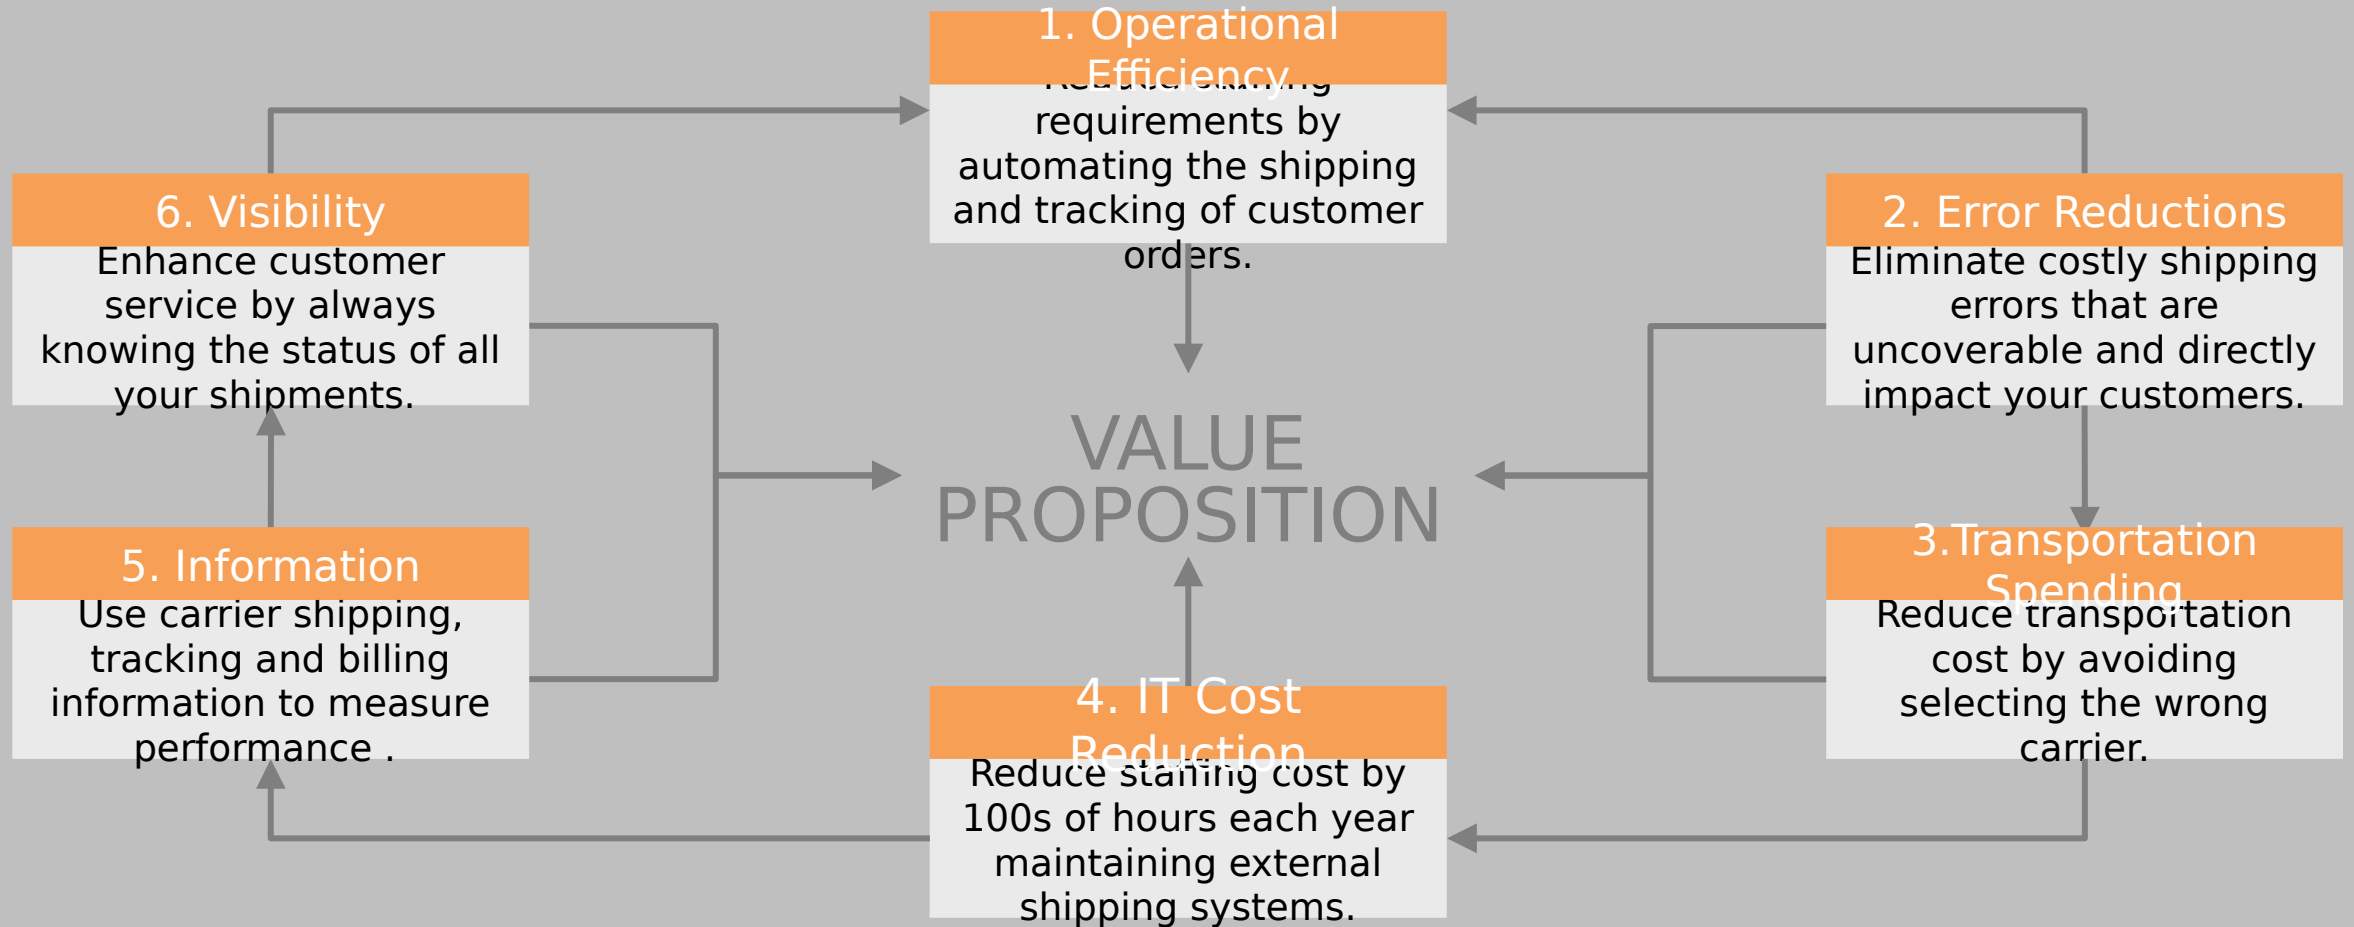 1. Operational
Efficiency
requirements by
automating the shipping
and tracking of customer
orders.
6. Visibility
Enhance customer
service by always
knowing the status of all
your shipments.
2. Error Reductions
Eliminate costly shipping
errors that are
uncoverable and directly
impact your customers.
VALUE
PROPOSITION
5. Information
Use carrier shipping,
tracking and billing
information to measure
performance .
3.Transportation
Spending
Reduce transportation
cost by avoiding
selecting the wrong
carrier.
4. IT Cost
Reduction
Reduce staffing cost by
100s of hours each year
maintaining external
shipping systems.